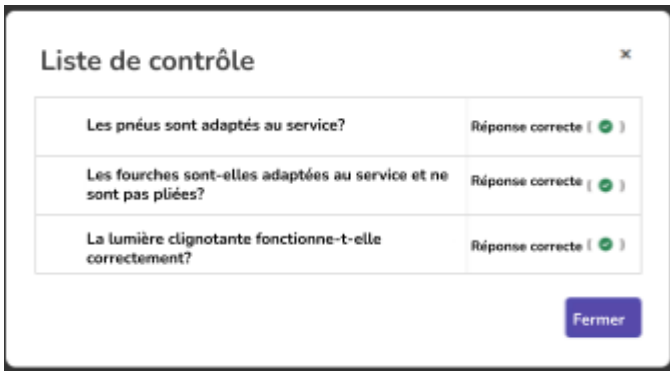 Liste de contrôle
×
Les pnéus sont adaptés au service?
Réponse correcte ( )
Les fourches sont-elles adaptées au service et ne
sont pas pliées?
Réponse correcte ( )
La lumière clignotante fonctionne-t-elle
correctement?
Réponse correcte ( )
Fermer